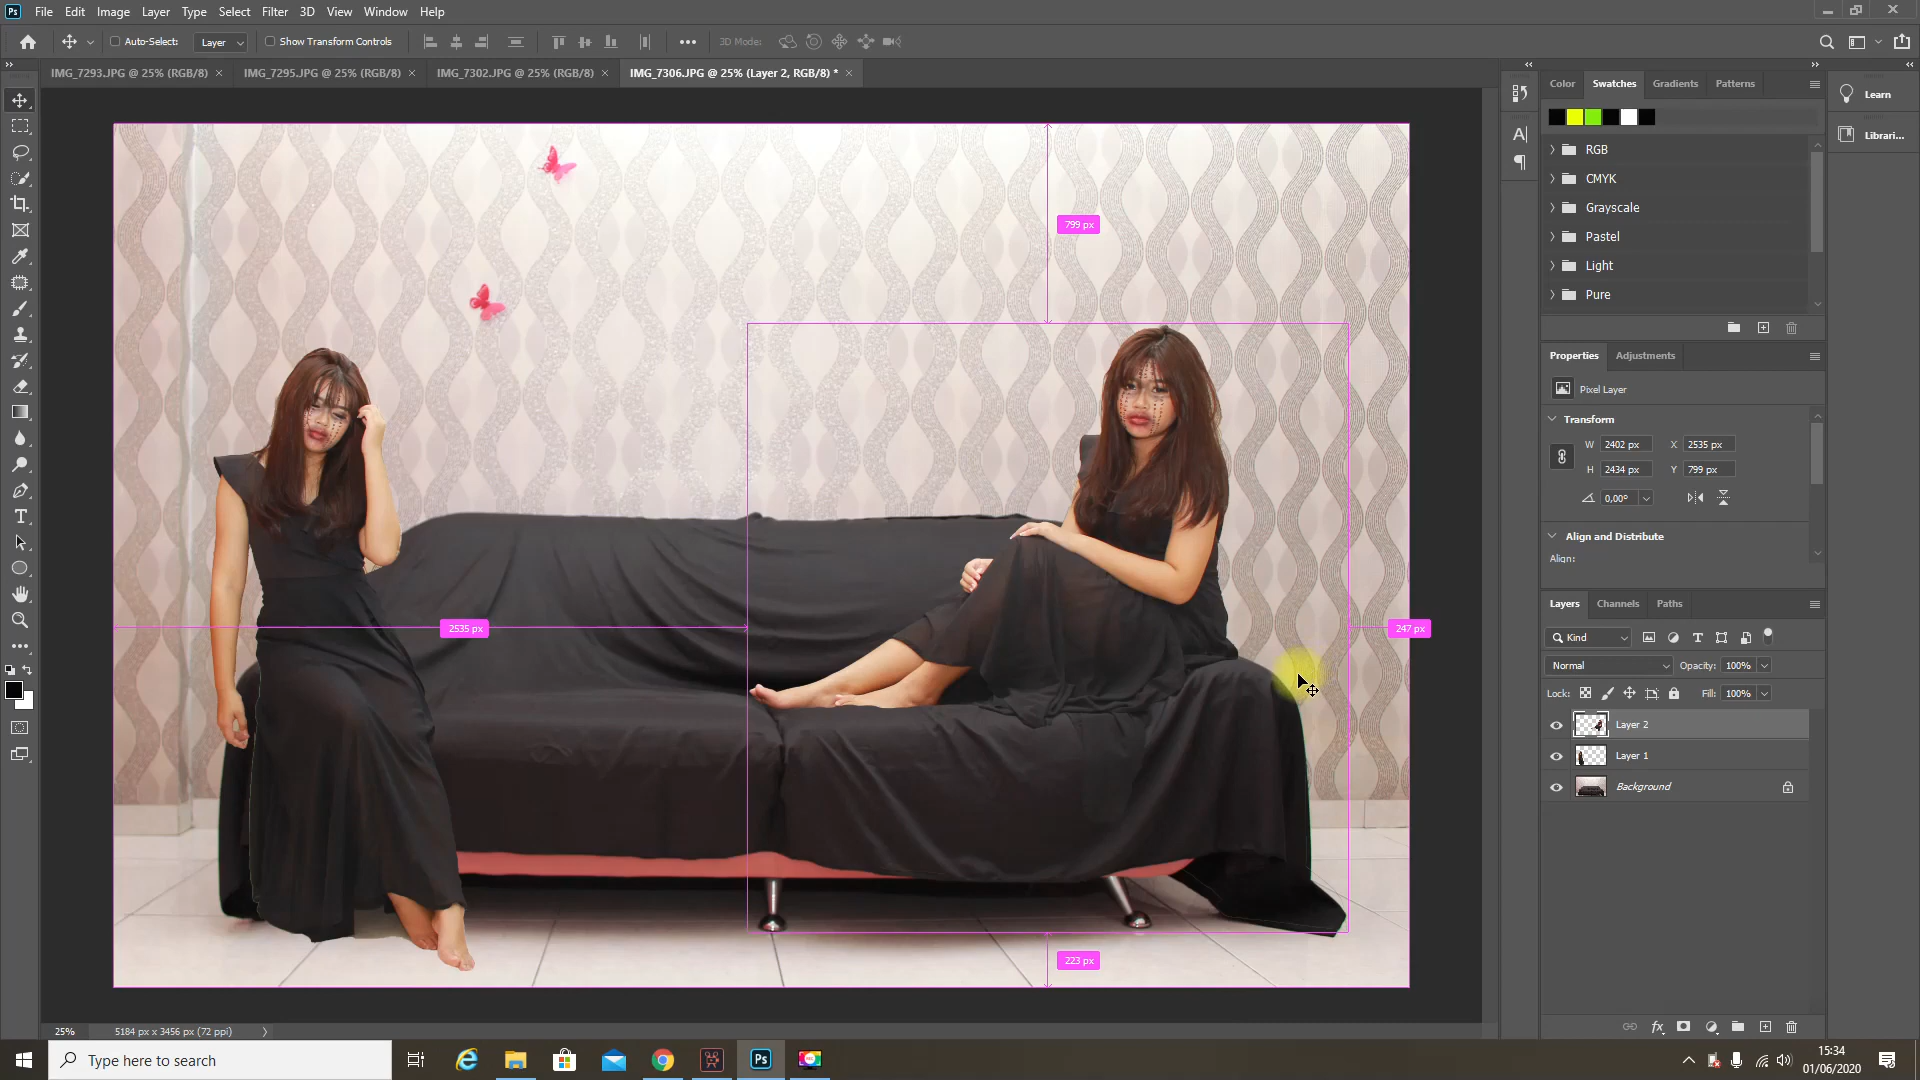 Ps File Edit Image Layer Type Select Filter 3D View Window Help
Auto-Select: Layer Show Transform Controls 3D Mode:
IMG_7293.JPG @ 25% (RGB/8) × IMG_7295.JPG @ 25% (RGB/8) × IMG_7302.JPG @ 25% (RGB/8) × IMG_7306.JPG @ 25% (Layer 2, RGB/8) * ×
Color Swatches Gradients Patterns
Learn
Librari...
RGB
CMYK
Grayscale
Pastel
Light
Pure
799 px
2535 px
247 px
223 px
Properties Adjustments
Pixel Layer
Transform
W 2402 px X 2535 px
H 2434 px Y 799 px
0,00°
Align and Distribute
Align:
Layers Channels Paths
Kind
Normal Opacity: 100%
Lock: Fill: 100%
Layer 2
Layer 1
Background
25% 5184 px x 3456 px (72 ppi)
Type here to search
Ps
15:34
01/06/2020